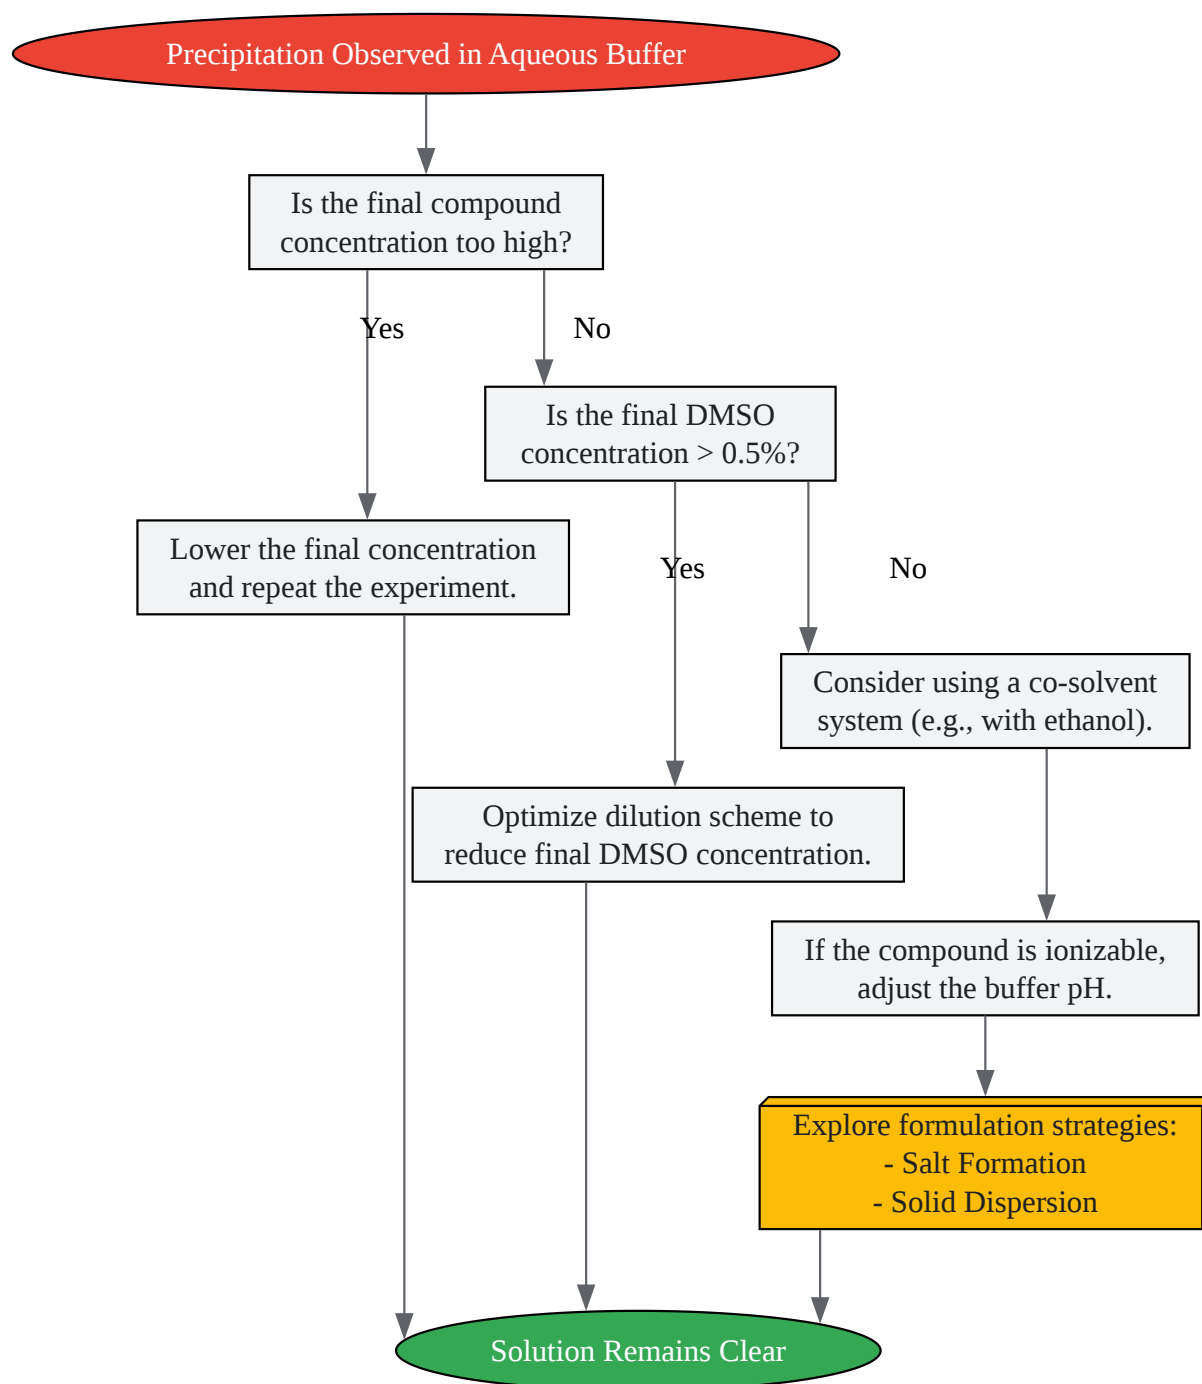 Precipitation Observed in Aqueous Buffer
Is the final compound
concentration too high?
Yes
No
Is the final DMSO
concentration > 0.5%?
Lower the final concentration
and repeat the experiment.
Yes
No
Consider using a co-solvent
system (e.g., with ethanol).
Optimize dilution scheme to
reduce final DMSO concentration.
If the compound is ionizable,
adjust the buffer pH.
Explore formulation strategies:
- Salt Formation
- Solid Dispersion
Solution Remains Clear